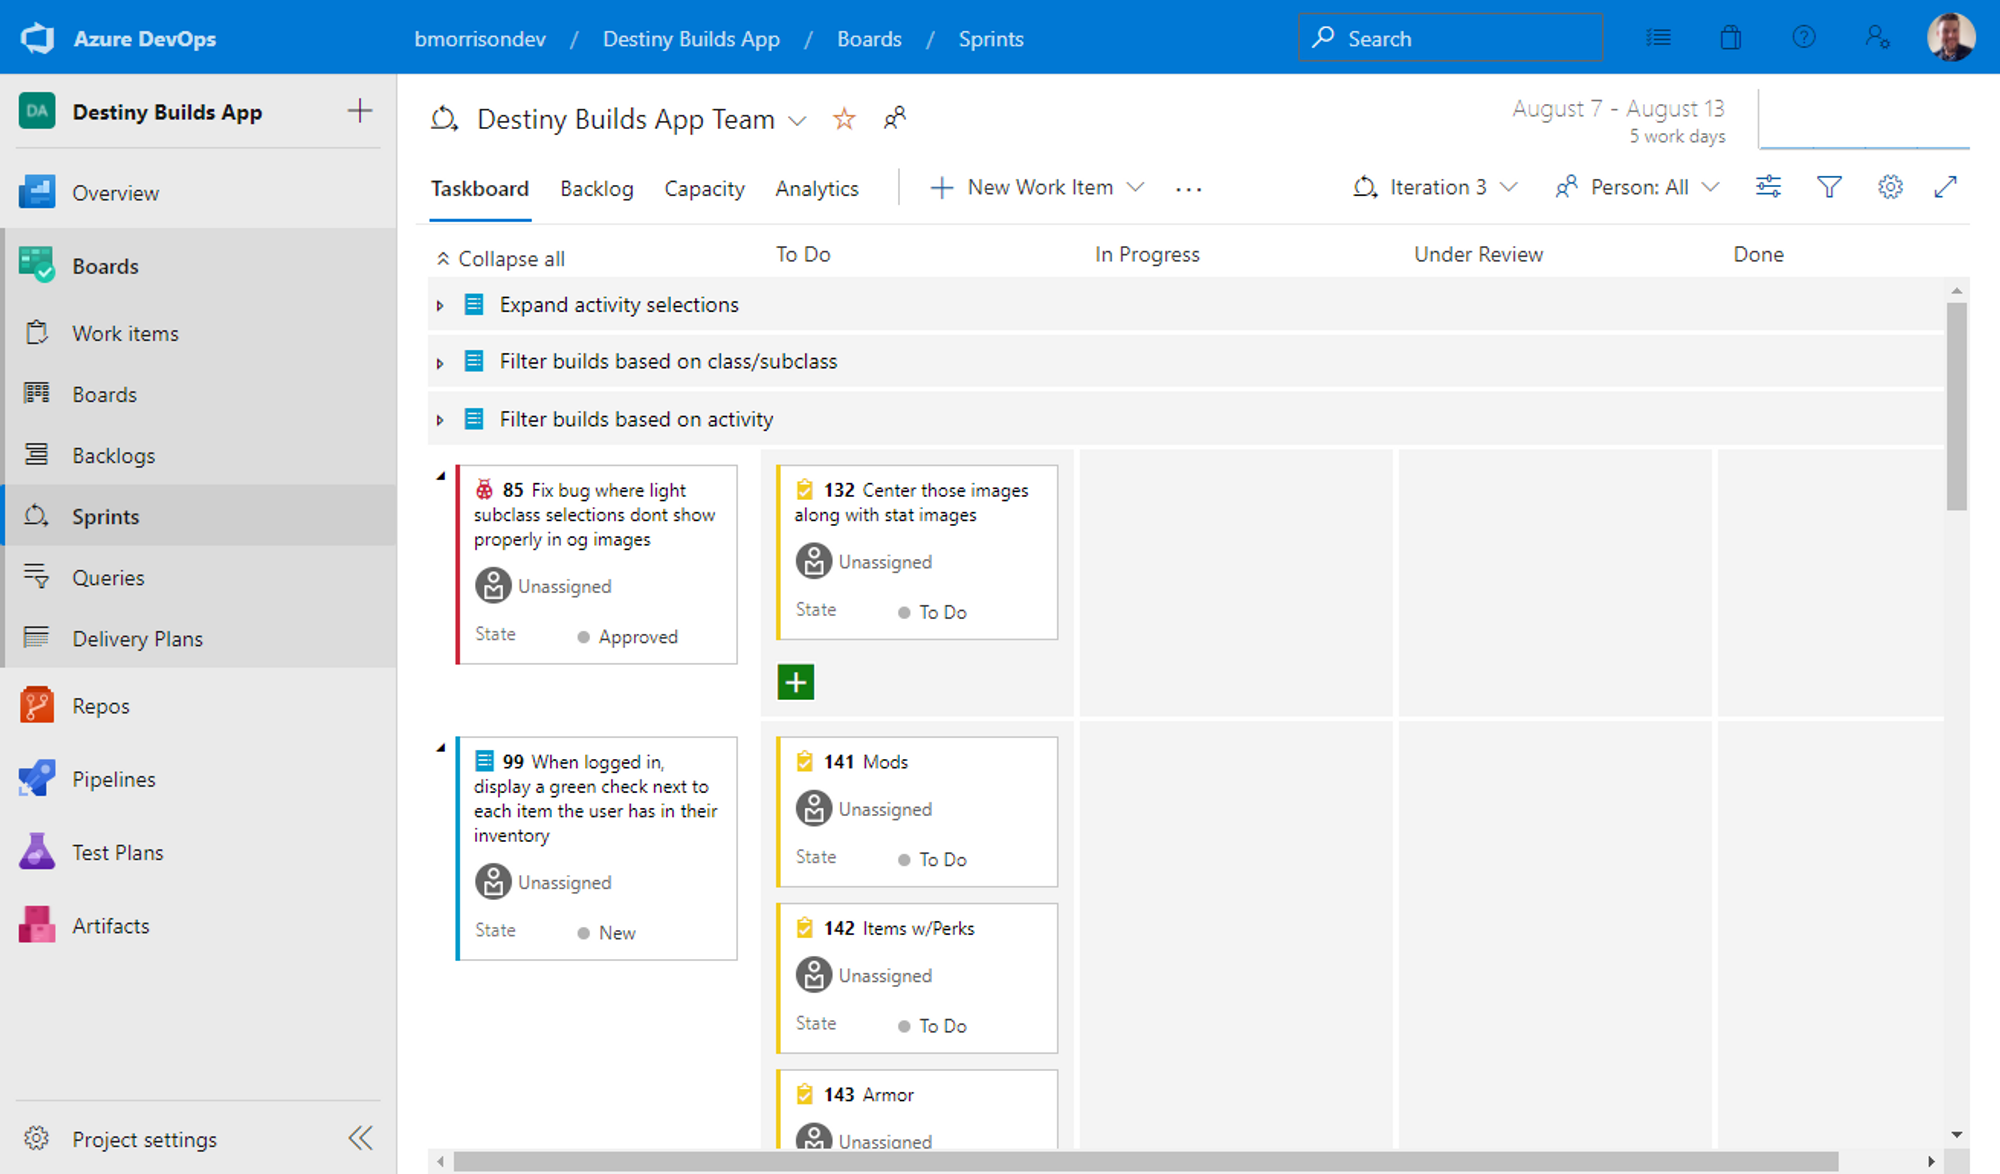 Azure DevOps
bmorrisondev / Destiny Builds App / Boards / Sprints
Search
DA Destiny Builds App
Overview
Boards
Work items
Boards
Backlogs
Sprints
Queries
Delivery Plans
Repos
Pipelines
Test Plans
Artifacts
Project settings
Destiny Builds App Team
August 7 - August 13
5 work days
Taskboard Backlog Capacity Analytics New Work Item ... Iteration 3 Person: All
Collapse all To Do In Progress Under Review Done
Expand activity selections
Filter builds based on class/subclass
Filter builds based on activity
85 Fix bug where light
subclass selections dont show
properly in og images
Unassigned
State Approved
132 Center those images
along with stat images
Unassigned
State To Do
99 When logged in,
display a green check next to
each item the user has in their
inventory
Unassigned
State New
141 Mods
Unassigned
State To Do
142 Items w/Perks
Unassigned
State To Do
143 Armor
Unassigned